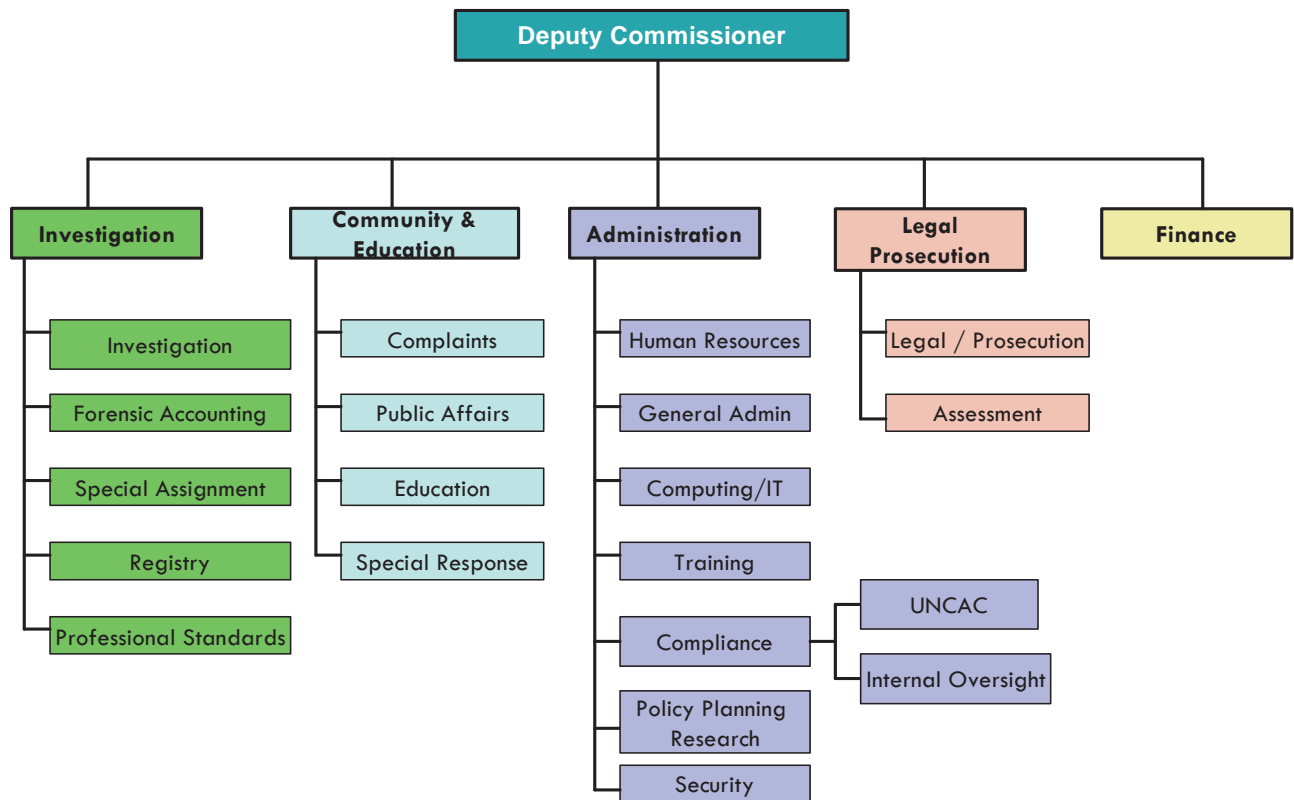 Deputy Commissioner
Investigation
Community &
Education
Administration
Legal
Prosecution
Finance
Investigation
Forensic Accounting
Special Assignment
Registry
Professional Standards
Complaints
Public Affairs
Education
Special Response
Human Resources
General Admin
Computing/IT
Training
Compliance
UNCAC
Internal Oversight
Policy Planning
Research
Security
Legal / Prosecution
Assessment